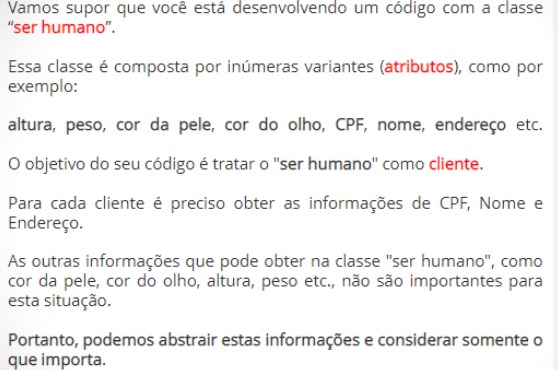 Vamos supor que você está desenvolvendo um código com a classe
“ser humano”.
Essa classe é composta por inúmeras variantes (atributos), como por
exemplo:
altura, peso, cor da pele, cor do olho, CPF, nome, endereço etc.
O objetivo do seu código é tratar o "ser humano" como cliente.
Para cada cliente é preciso obter as informações de CPF, Nome e
Endereço.
As outras informações que pode obter na classe "ser humano", como
cor da pele, cor do olho, altura, peso etc., não são importantes para
esta situação.
Portanto, podemos abstrair estas informações e considerar somente o
que importa.